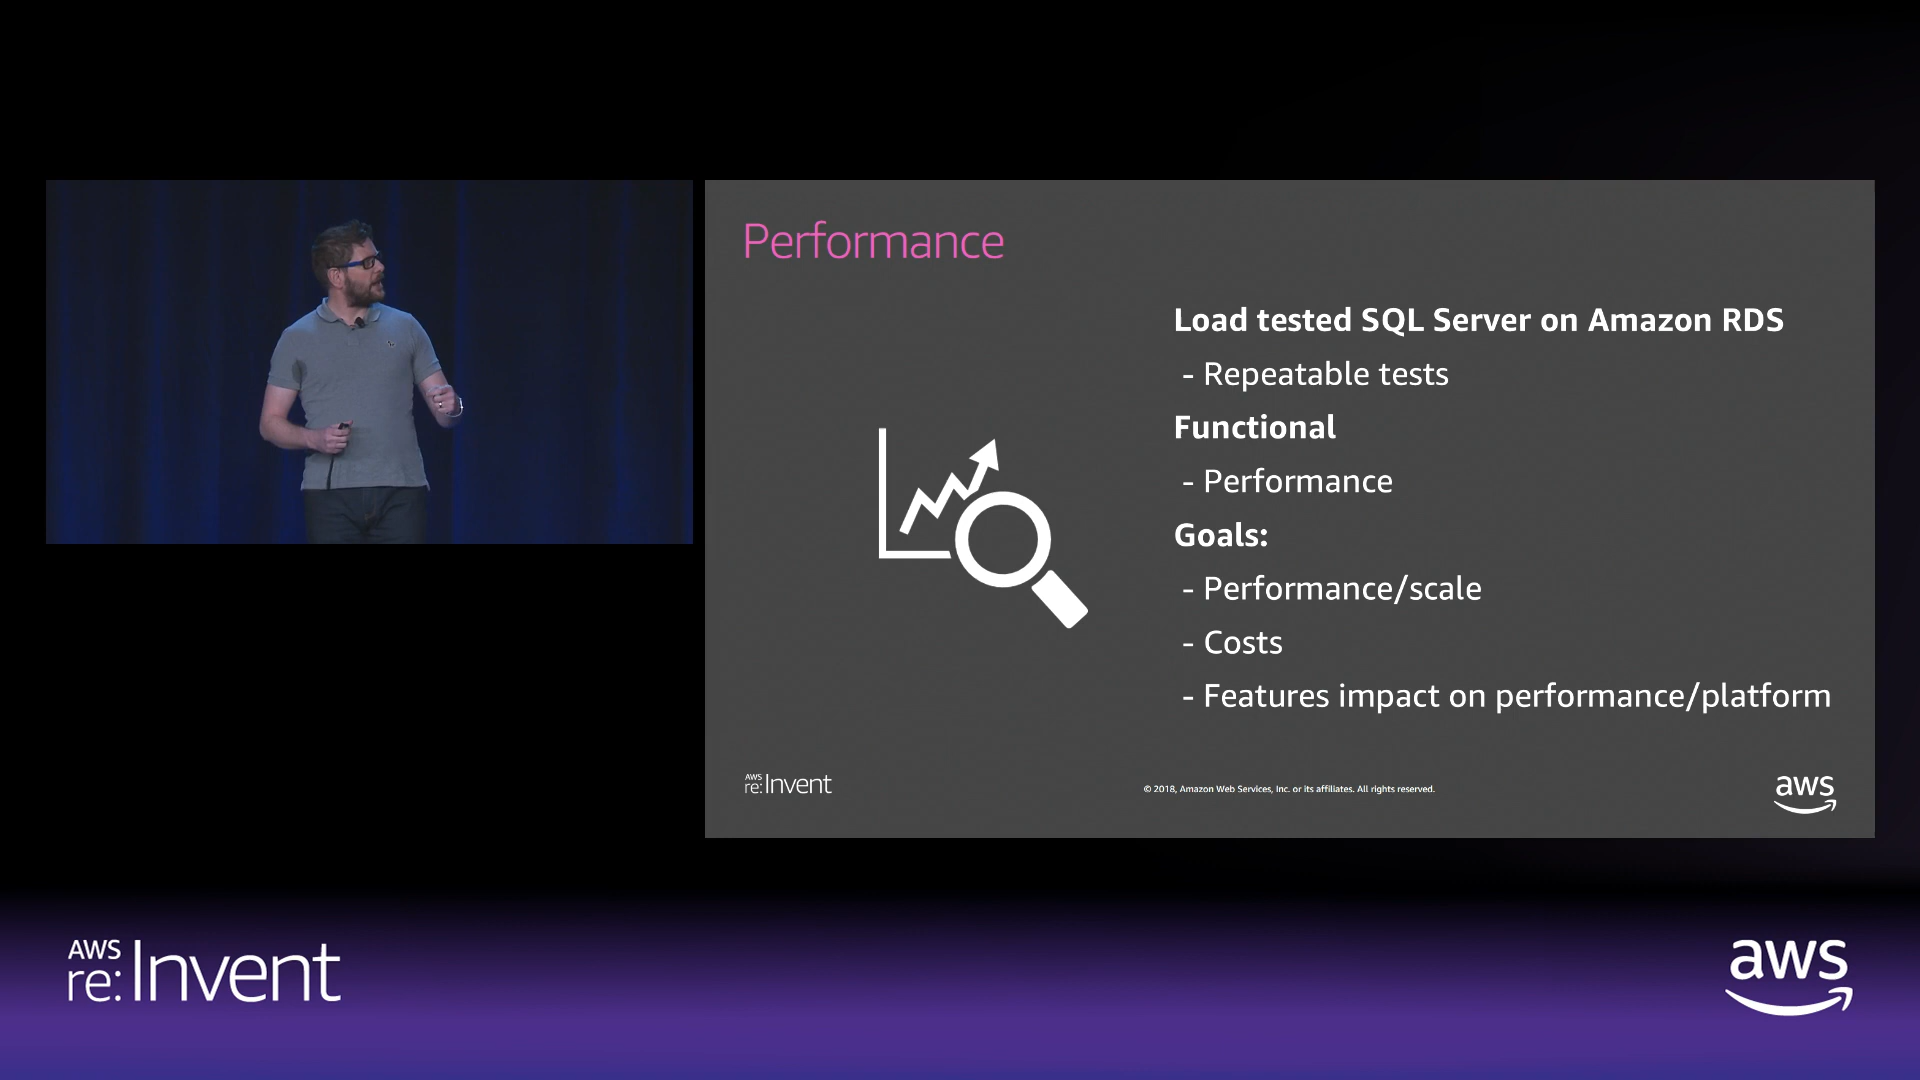 Performance
Load tested SQL Server on Amazon RDS
- Repeatable tests
Functional
- Performance
Goals:
- Performance/scale
- Costs
- Features impact on performance/platform
AWS
re:Invent
© 2018, Amazon Web Services, Inc. or its affiliates. All rights reserved.
aws
AWS
re:Invent
aws